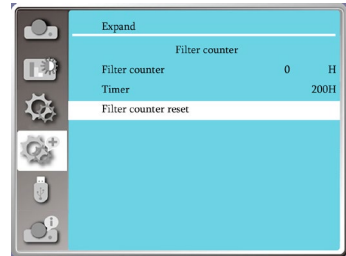 Expand
Filter counter
Filter counter 0 H
Timer 200H
Filter counter reset